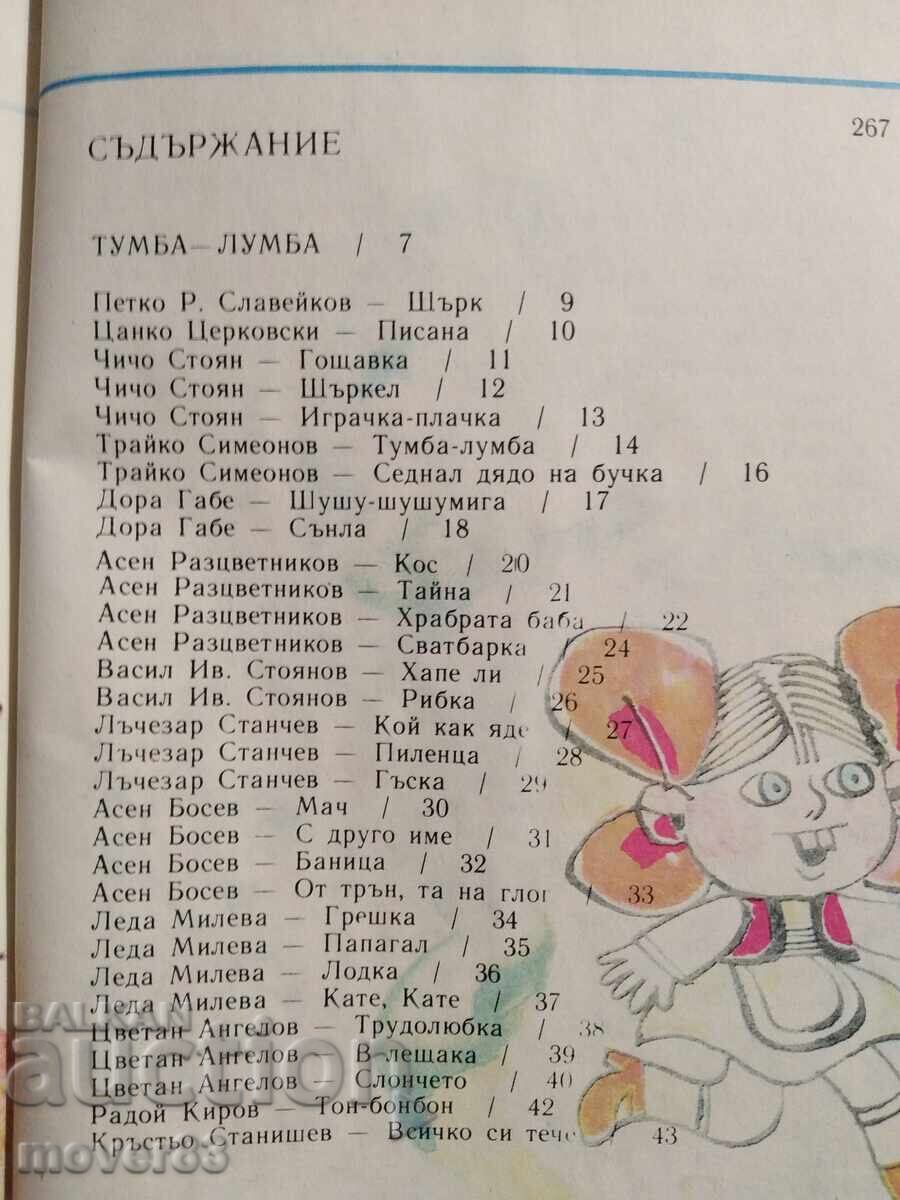 267
СЪДЪРЖАНИЕ
ТУМБА — ЛУМБА / 7
Петко Р. Славейков — Щърк / 9
Цанко Церковски — Писана / 10
Чичо Стоян — Гощавка / 11
Чичо Стоян — Щъркел / 12
Чичо Стоян — Играчка-плачка / 13
Трайко Симеонов — Тумба-лумба / 14
Трайко Симеонов — Седнал дядо на бучка / 16
Дора Габе — Шушу-шушумига / 17
Дора Габе — Сънла / 18
Асен Разцветников — Кос / 20
Асен Разцветников — Тайна / 21
Асен Разцветников — Храбрата баба / 22
Асен Разцветников — Сватбарка / 24
Васил Ив. Стоянов — Хапе ли / 25
Васил Ив. Стоянов — Рибка / 26
Лъчезар Станчев — Кой как яде / 27
Лъчезар Станчев — Пиленца / 28
Лъчезар Станчев — Гъска / 29
Асен Босев — Мач / 30
Асен Босев — С друго име / 31
Асен Босев — Баница / 32
Асен Босев — От трън, та на глог / 33
Леда Милева — Грешка / 34
Леда Милева — Папагал / 35
Леда Милева — Лодка / 36
Леда Милева — Кате, Кате / 37
Цветан Ангелов — Трудолюбка / 38
Цветан Ангелов — В лещака / 39
Цветан Ангелов — Слончето / 40
Радой Киров — Тон-бонбон / 42
Кръстьо Станишев — Всичко си тече / 43
BALKAN
auction
mover83